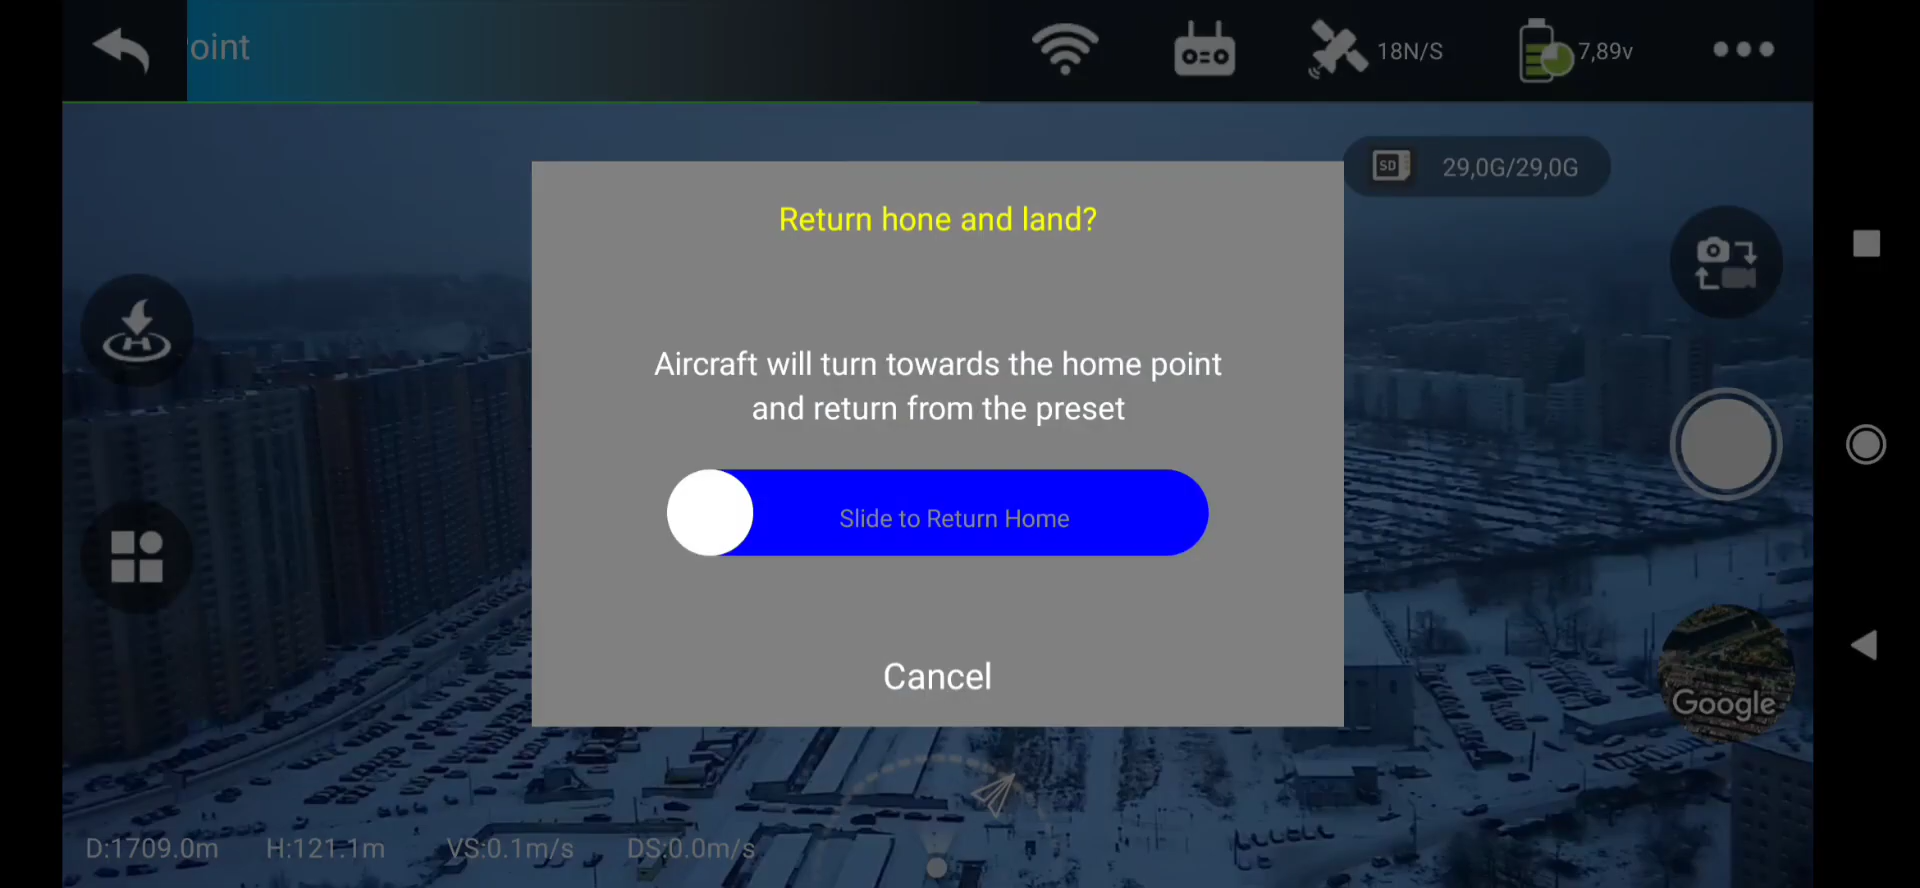 oint
18N/S
7,89v
SD
29,0G/29,0G
Return hone and land?
Aircraft will turn towards the home point
and return from the preset
Slide to Return Home
Cancel
Google
D:1709.0m H:121.1m VS:0.1m/s DS:0.0m/s